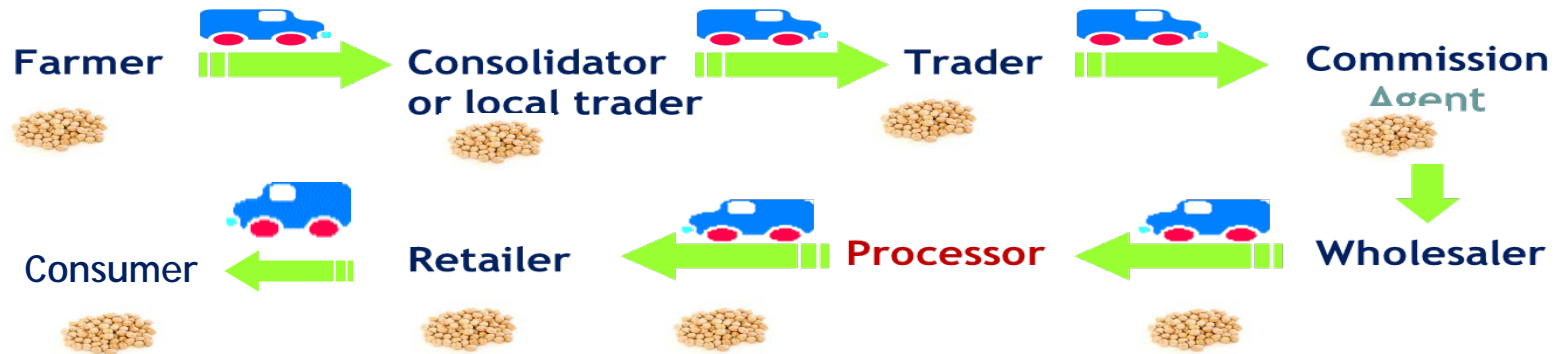 Farmer
Consolidator
or local trader
Trader
Commission
Agent
Wholesaler
Processor
Retailer
Consumer